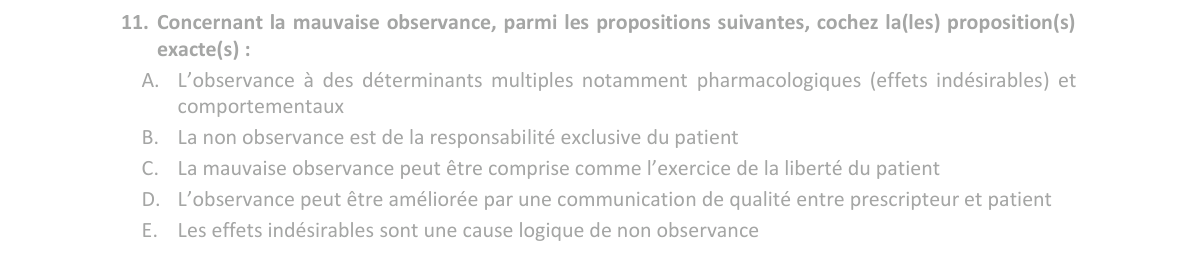 11. Concernant la mauvaise observance, parmi les propositions suivantes, cochez la(les) proposition(s)
exacte(s) :
A. L’observance à des déterminants multiples notamment pharmacologiques (effets indésirables) et
comportementaux
B. La non observance est de la responsabilité exclusive du patient
C. La mauvaise observance peut être comprise comme l’exercice de la liberté du patient
D. L’observance peut être améliorée par une communication de qualité entre prescripteur et patient
E. Les effets indésirables sont une cause logique de non observance